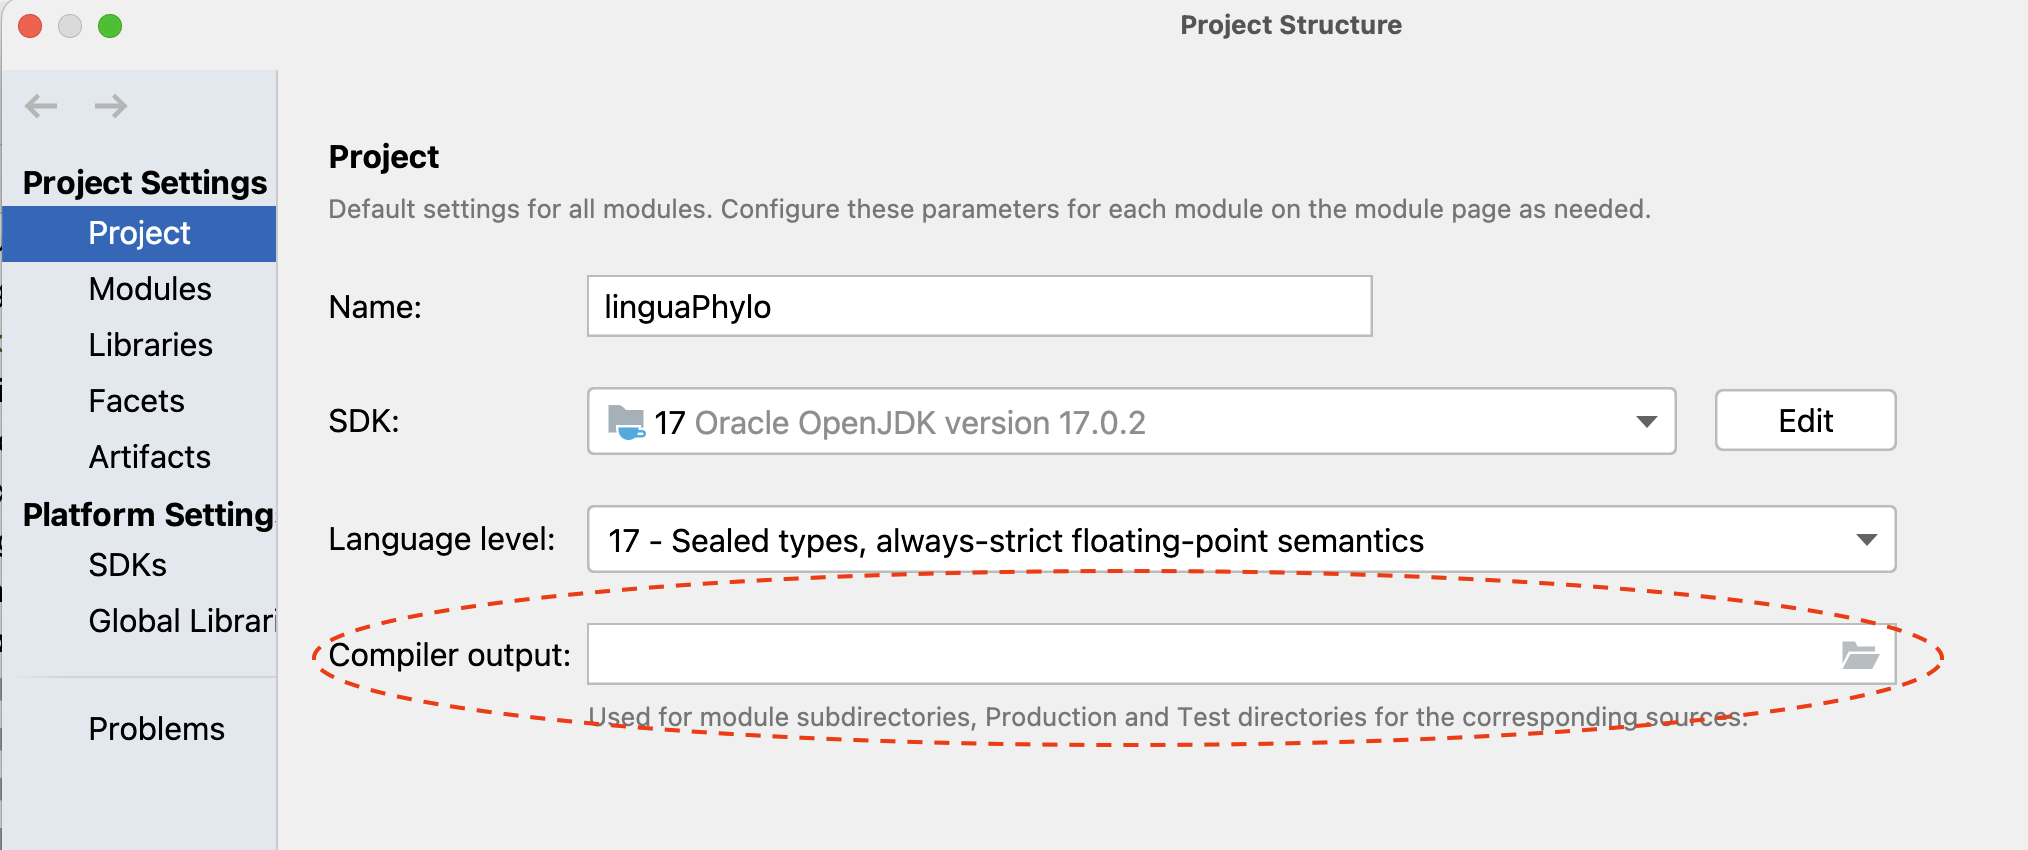 Project Structure
Project Settings
Project
Modules
Libraries
Facets
Artifacts
Platform Setting
SDKs
Global Librari
Problems
Project
Default settings for all modules. Configure these parameters for each module on the module page as needed.
Name: linguaPhylo
SDK: 17 Oracle OpenJDK version 17.0.2 Edit
Language level: 17 - Sealed types, always-strict floating-point semantics
Compiler output:
Used for module subdirectories, Production and Test directories for the corresponding sources.